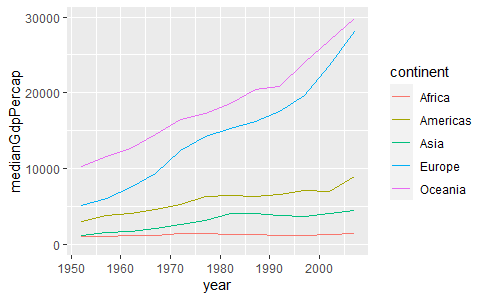 30000
20000
10000
0
medianGdpPercap
1950
1960
1970
1980
1990
2000
year
continent
Africa
Americas
Asia
Europe
Oceania